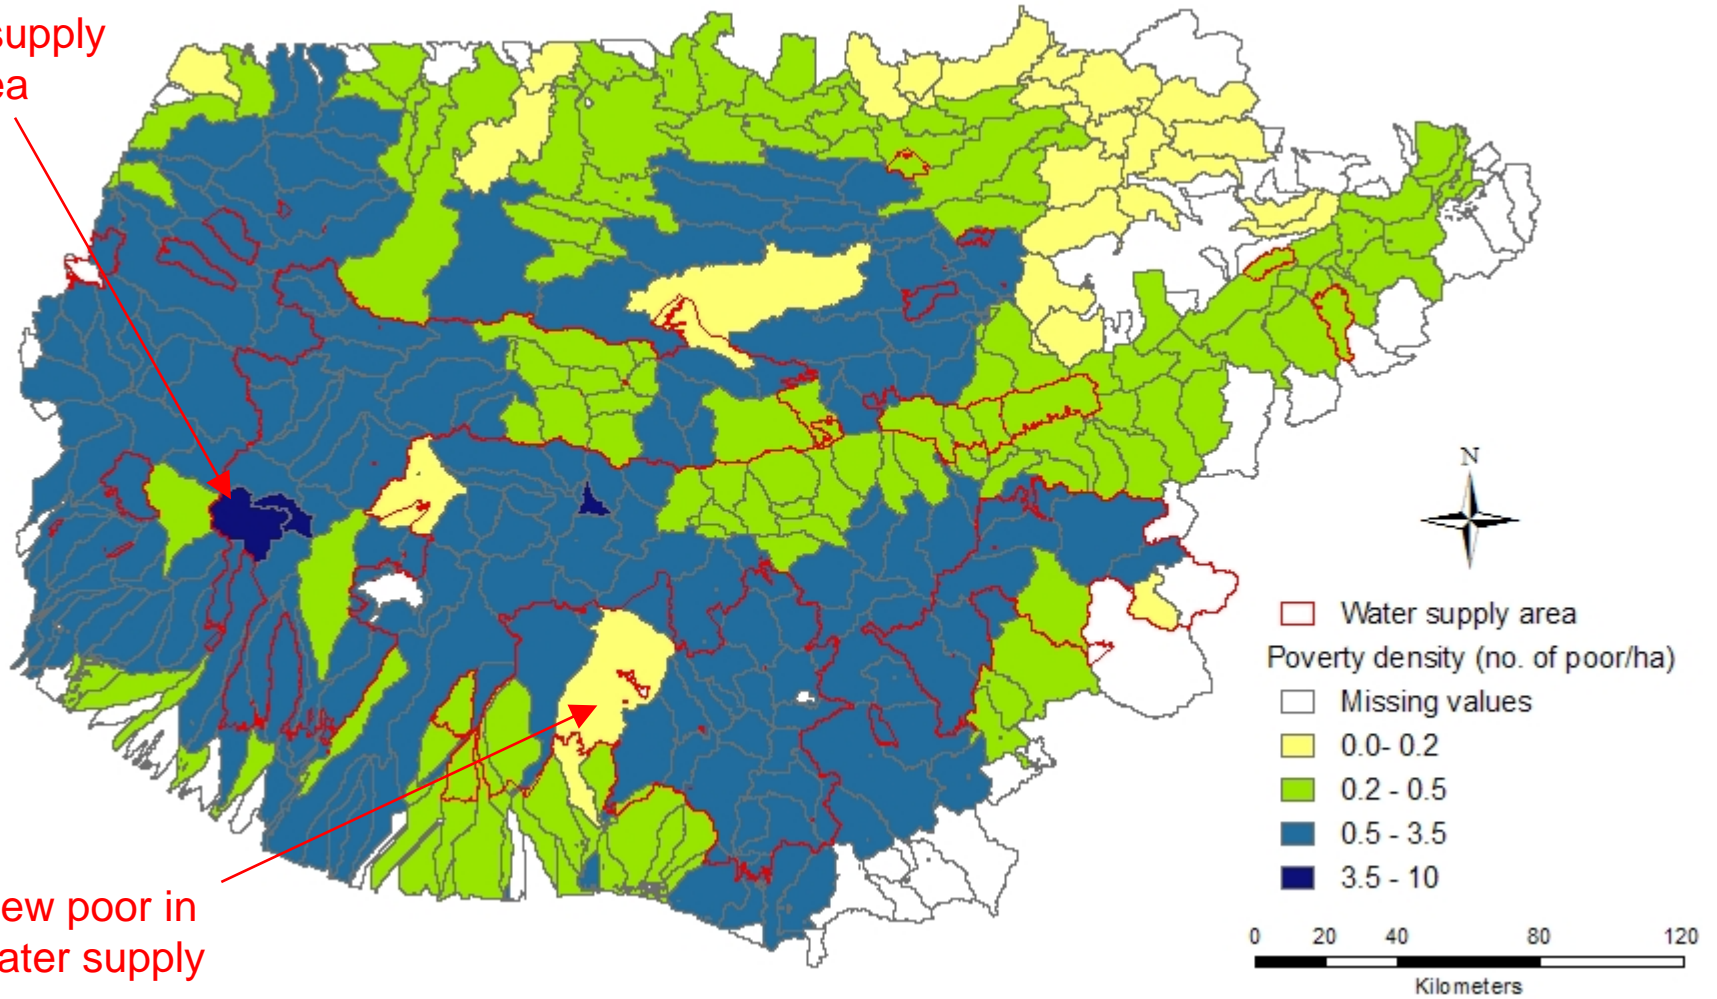 supply
N
Water supply area
Poverty density (no. of poor/ha)
Missing values
0.0- 0.2
0.2 - 0.5
0.5 - 3.5
3.5 - 10
ew poor in
ater supply
0 20 40 80 120
Kilometers